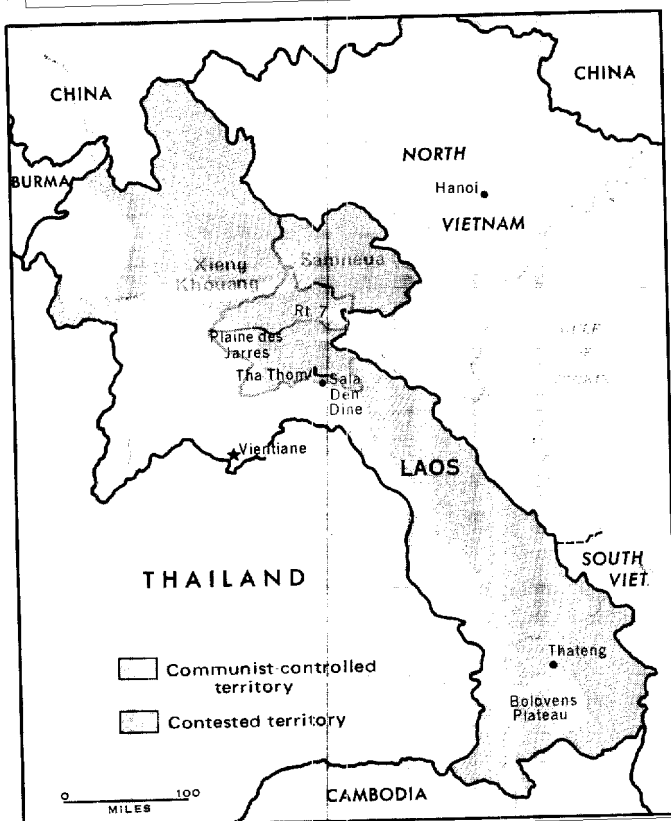 CHINA
CHINA
NORTH
BURMA
Hanoi
VIETNAM
Xieng
Khouang
Samneua
Rt. 7
Plaine des
Jarres
Tha Thom
Sala
Den
Dine
Vientiane
LAOS
SOUTH
VIET.
THAILAND
Thateng
Communist-controlled
territory
Bolovens
Plateau
Contested territory
0 100
MILES
CAMBODIA